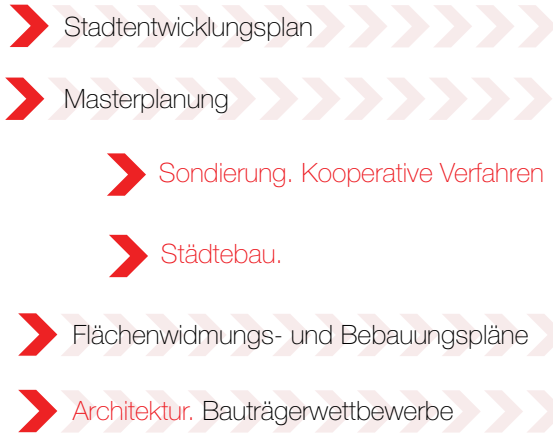 Stadtentwicklungsplan
Masterplanung
Sondierung. Kooperative Verfahren
Städtebau.
Flächenwidmungs- und Bebauungspläne
Architektur. Bauträgerwettbewerbe